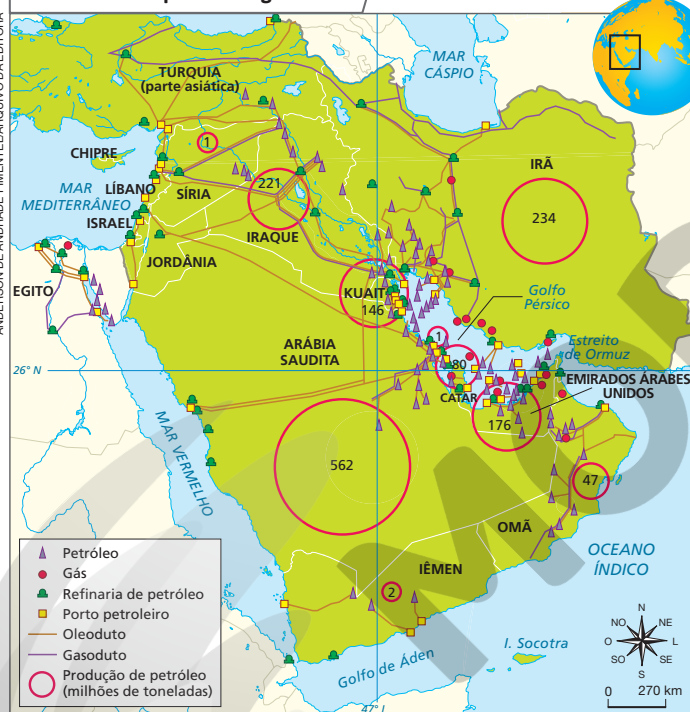 MAR
CÁSPIO
TURQUIA
(parte asiática)
CHIPRE
1
IRÃ
MAR
MEDITERRÂNEO
LÍBANO
SÍRIA
221
234
ISRAEL
IRAQUE
JORDÂNIA
EGITO
KUAIT
146
Golfo
Pérsico
ARÁBIA
SAUDITA
1
80
Estreito
de Ormuz
26° N
EMIRADOS ÁRABES
UNIDOS
CATAR
176
MAR VERMELHO
562
47
OMÃ
OCEANO
ÍNDICO
IÊMEN
2
I. Socotra
Golfo de Áden
47° L
Petróleo
Gás
Refinaria de petróleo
Porto petroleiro
Oleoduto
Gasoduto
Produção de petróleo
(milhões de toneladas)
N
NO
NE
O
L
SO
SE
S
0 270 km